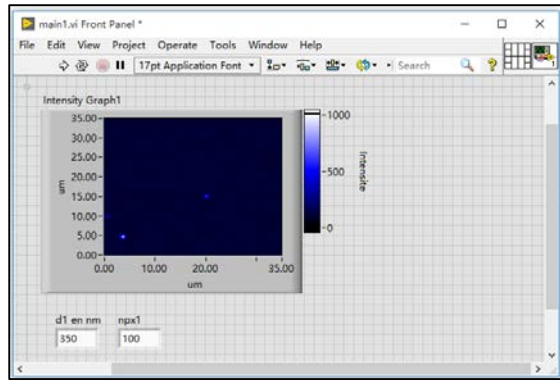 main1.vi Front Panel *
File Edit View Project Operate Tools Window Help
17pt Application Font
Search
1
Intensity Graph1
35.00
30.00
25.00
20.00
15.00
10.00
5.00
0.00
um
0.00 10.00 20.00 35.00
um
1000
500
0
Intensite
d1 en nm npx1
350 100